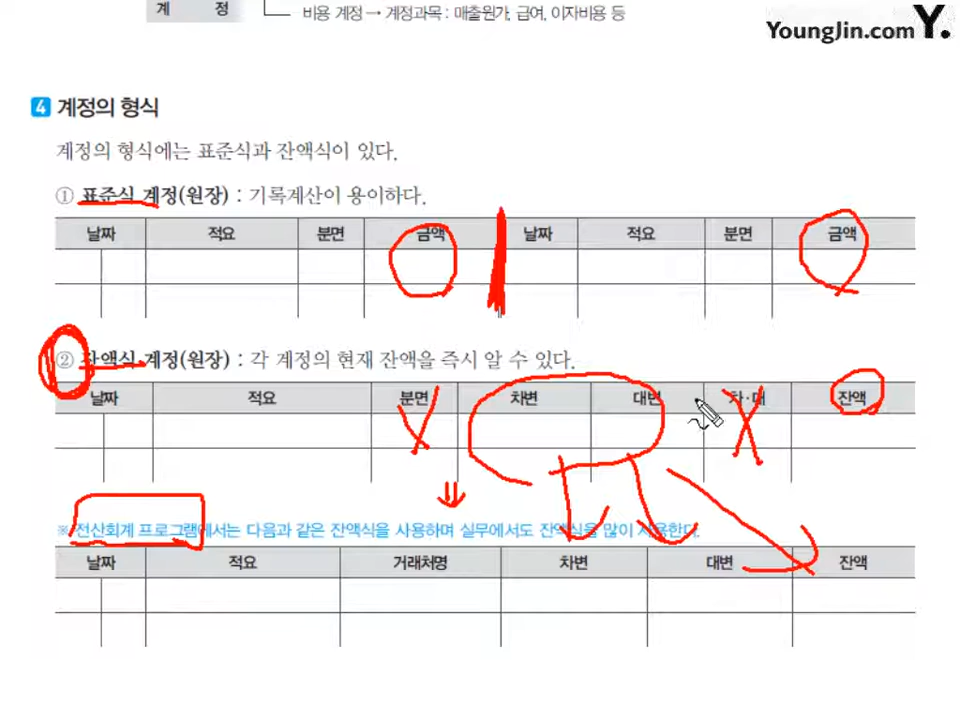 계 정
비용 계정 → 계정과목 : 매출원가, 급여, 이자비용 등
YoungJin.com Y.
4 계정의 형식
계정의 형식에는 표준식과 잔액식이 있다.
① 표준식 계정(원장) : 기록계산이 용이하다.
날짜 적요 분면 금액 날짜 적요 분면 금액
② 잔액식 계정(원장) : 각 계정의 현재 잔액을 즉시 알 수 있다.
날짜 적요 분면 차변 대변 차·대 잔액
※ 전산회계 프로그램에서는 다음과 같은 잔액식을 사용하며 실무에서도 잔액식을 많이 사용한다.
날짜 적요 거래처명 차변 대변 잔액